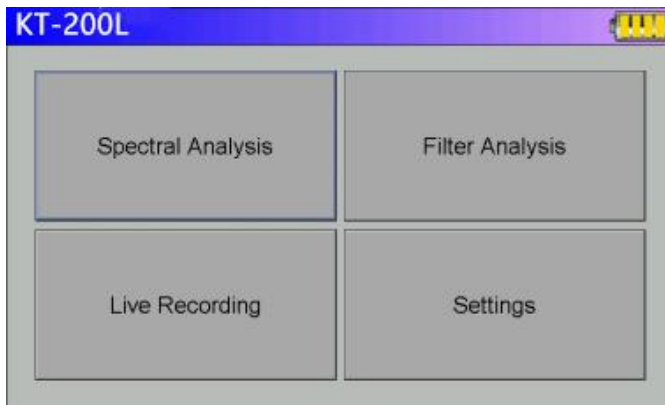 KT-200L
Spectral Analysis
Filter Analysis
Live Recording
Settings